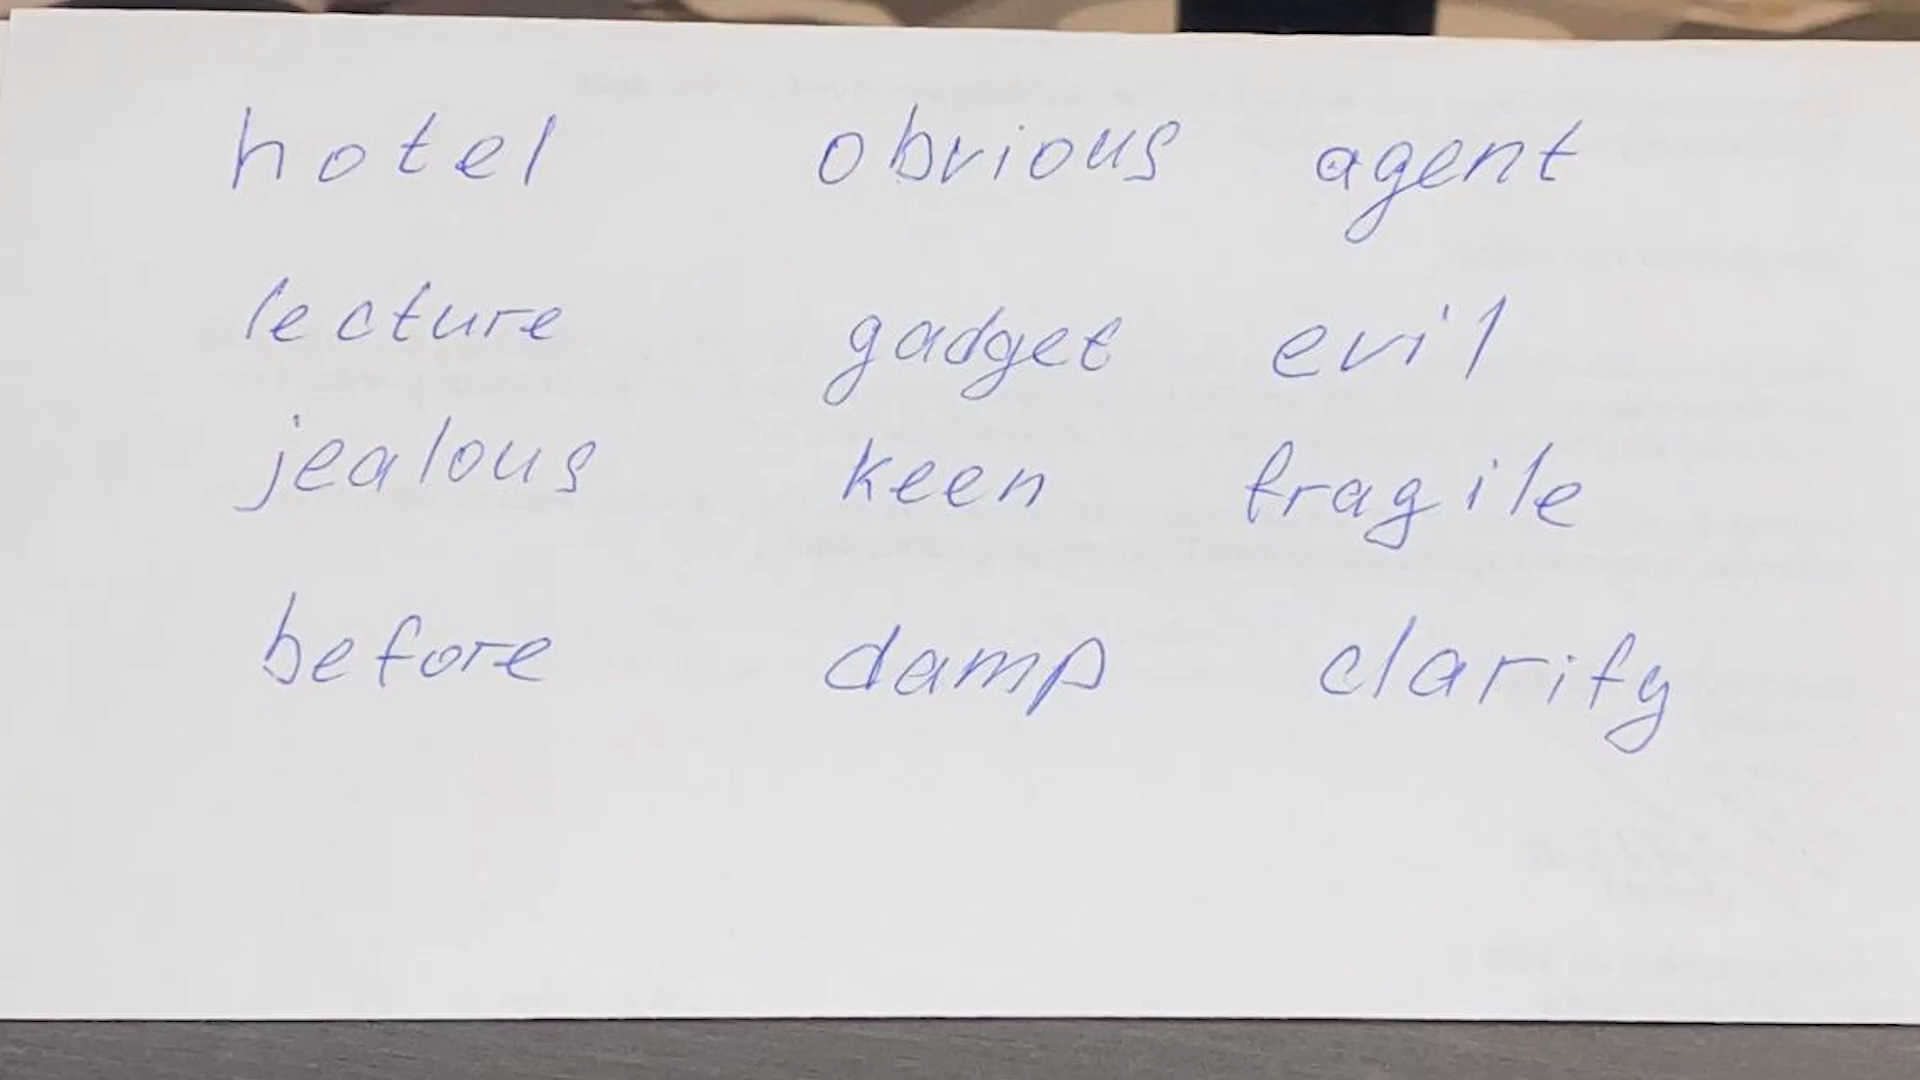 hotel obvious agent
lecture gadget evil
jealous keen fragile
before damp clarify